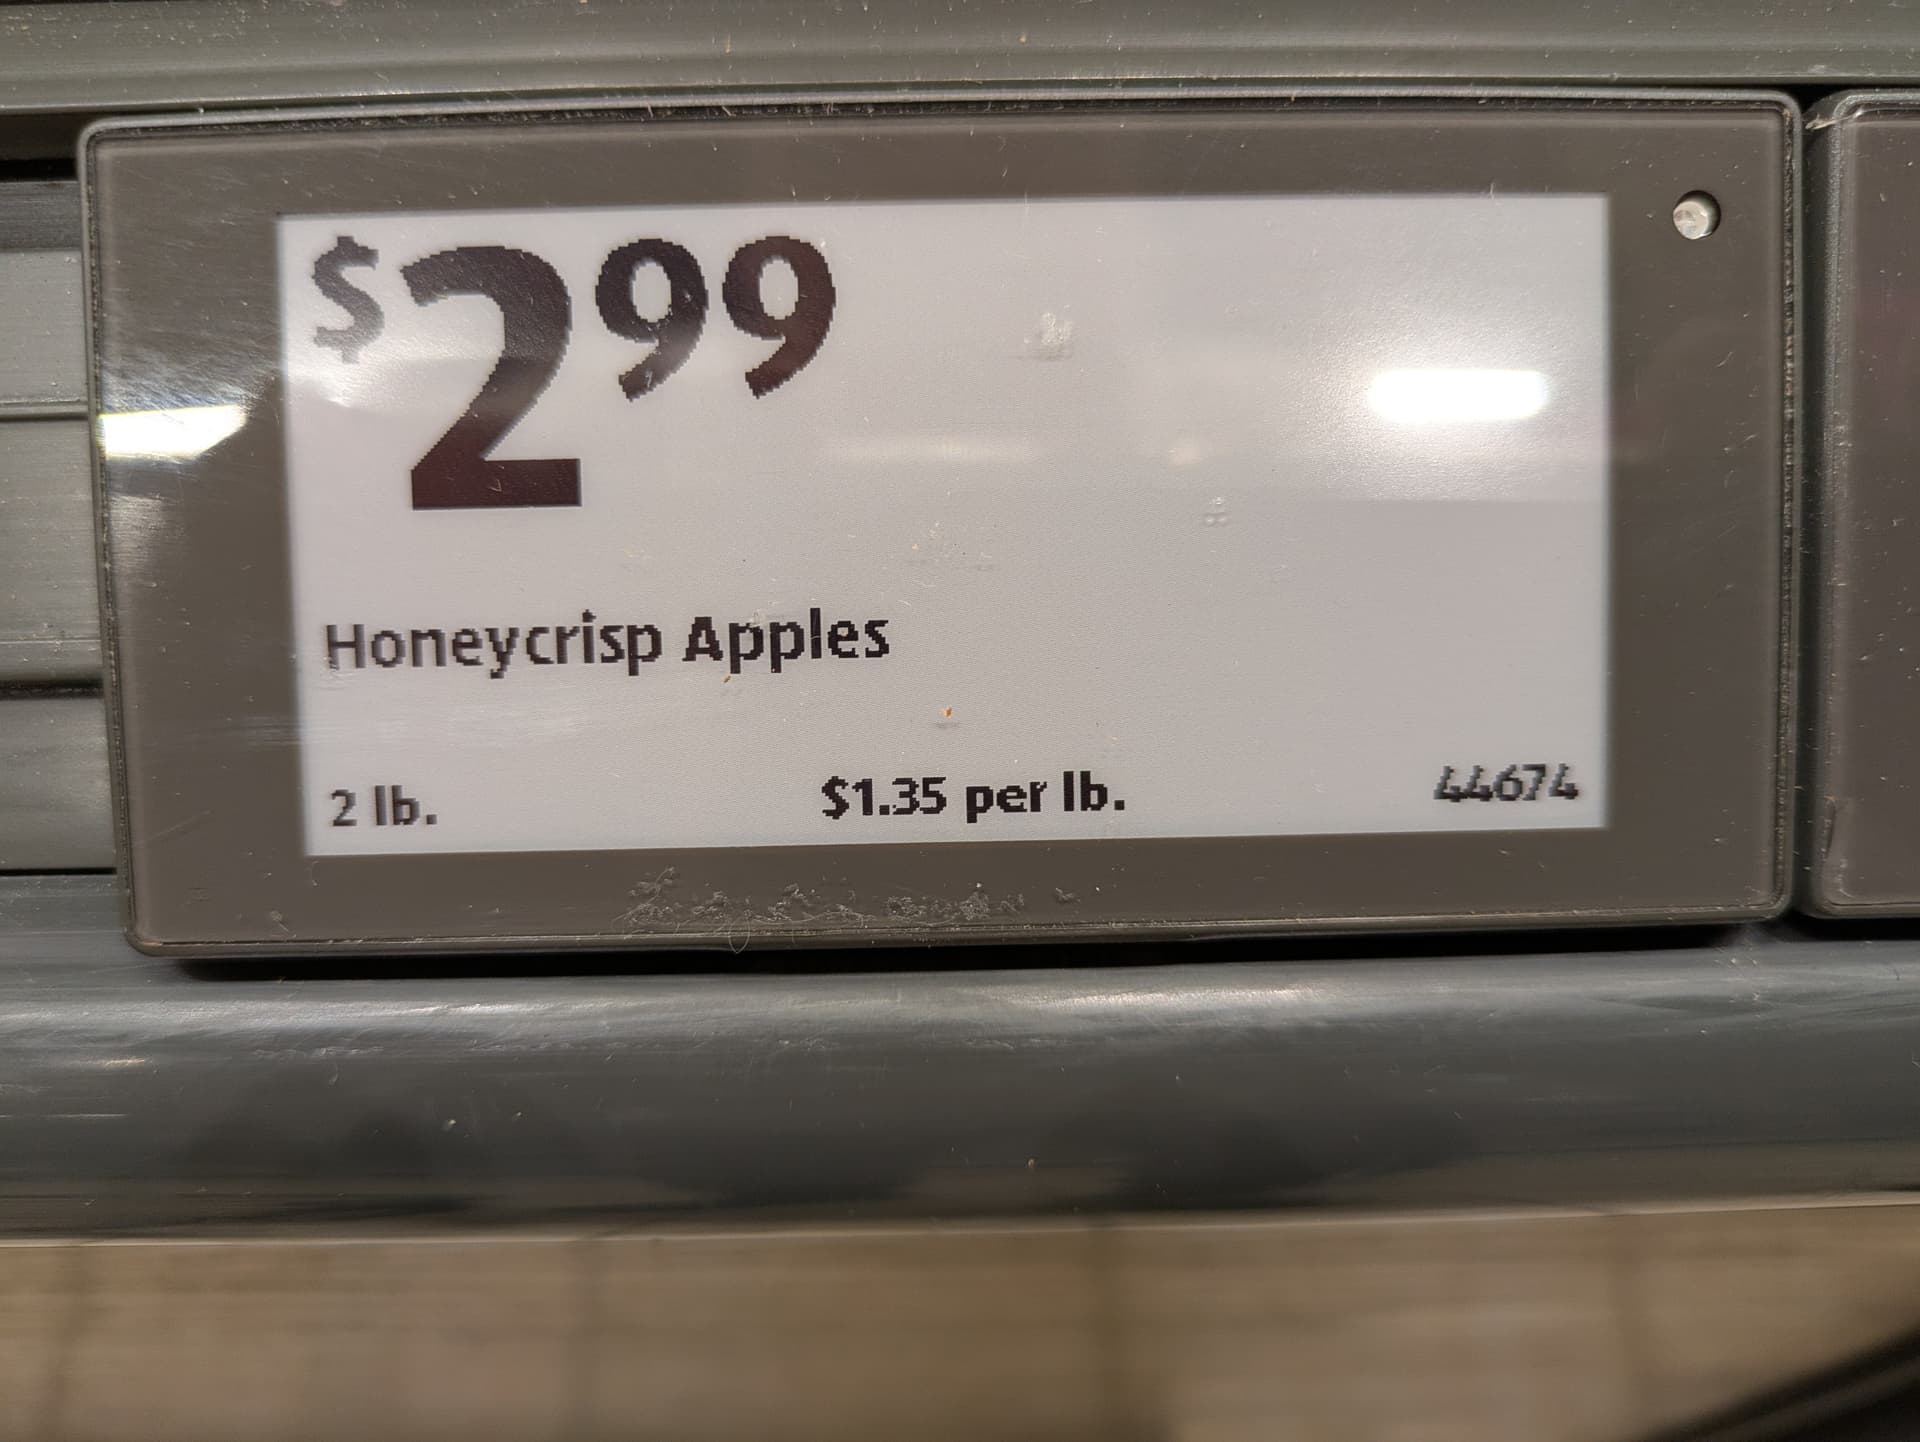 $2.99
Honeycrisp Apples
2 lb. $1.35 per lb. 44674